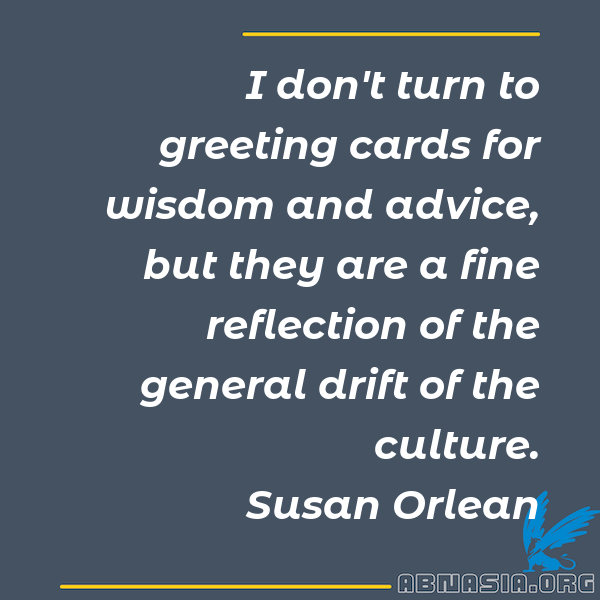 I don't turn to
greeting cards for
wisdom and advice,
but they are a fine
reflection of the
general drift of the
culture.
Susan Orlean
ABNASIA.ORG